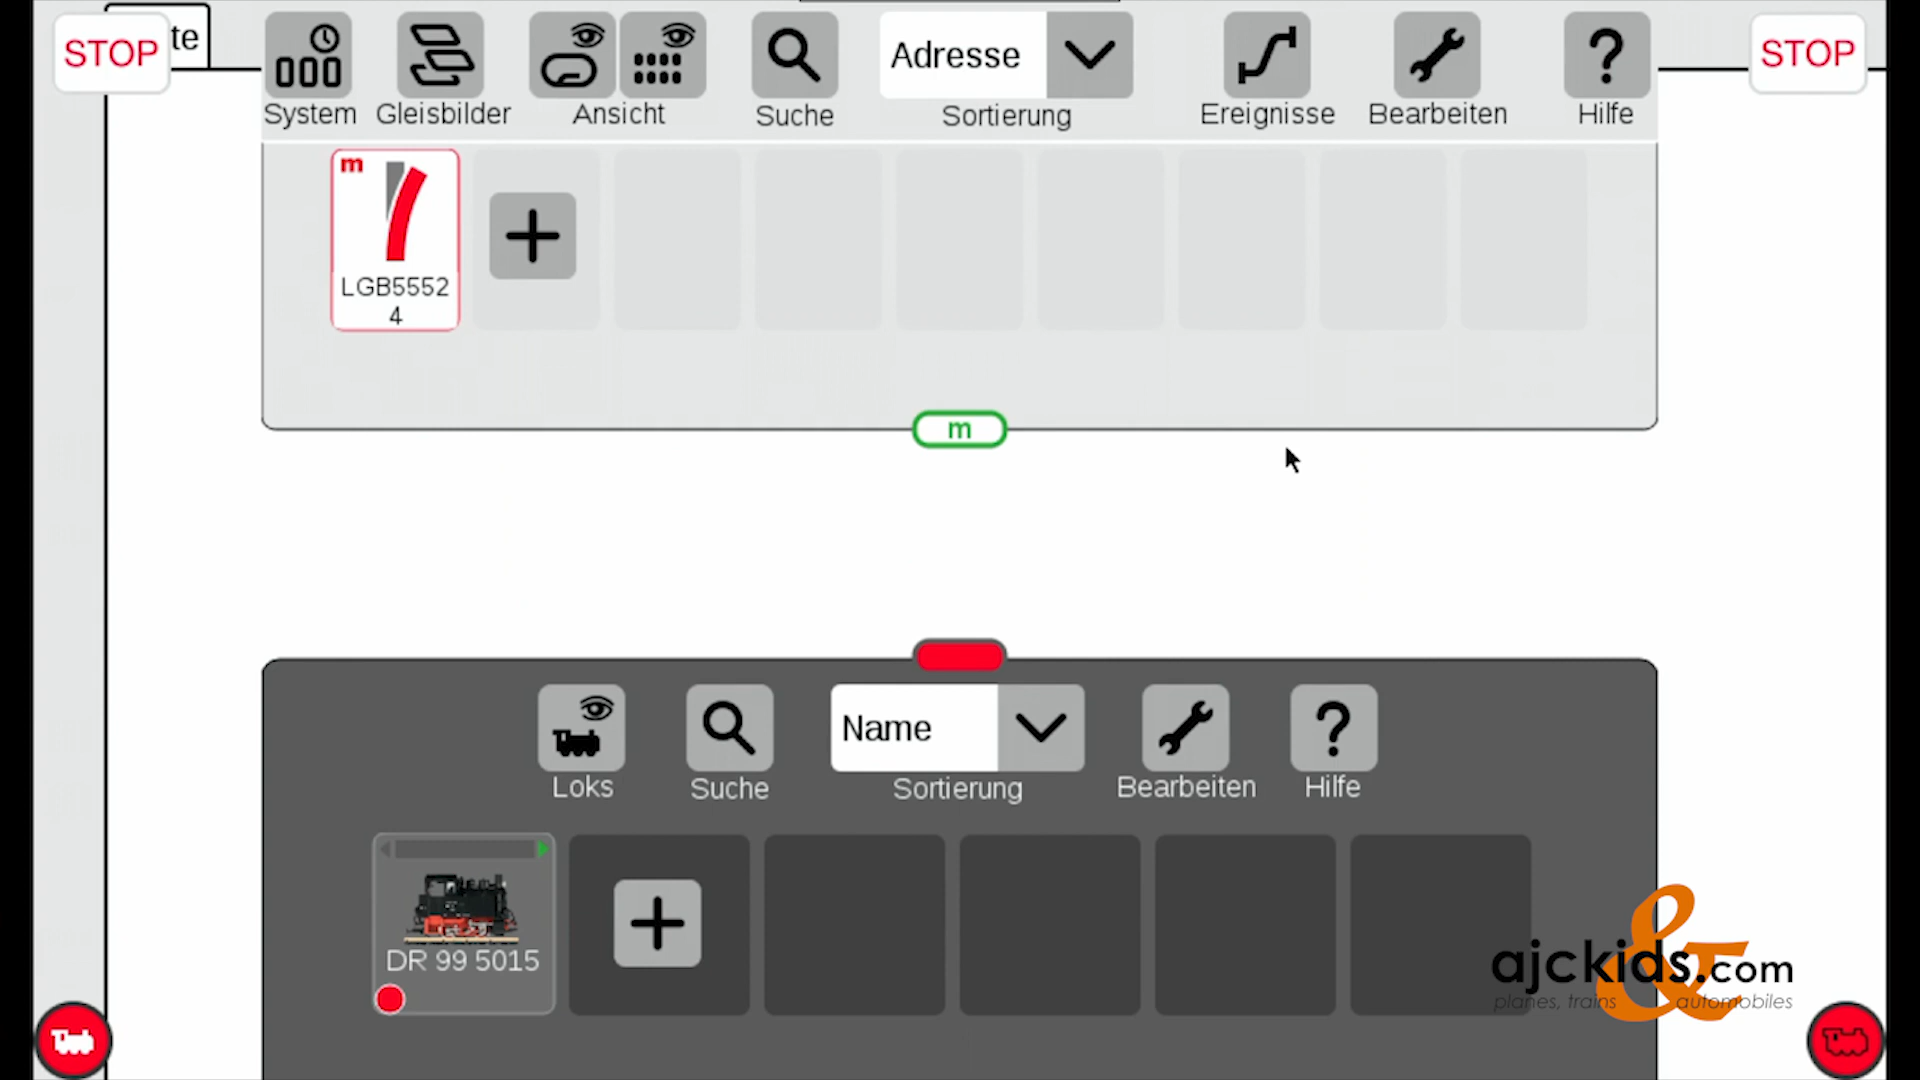 STOP
te
System
Gleisbilder
Ansicht
Suche
Adresse
Sortierung
Ereignisse
Bearbeiten
Hilfe
STOP
m
LGB5552
4
m
Loks
Suche
Name
Sortierung
Bearbeiten
Hilfe
DR 99 5015
&
ajckids.com
planes, trains automobiles